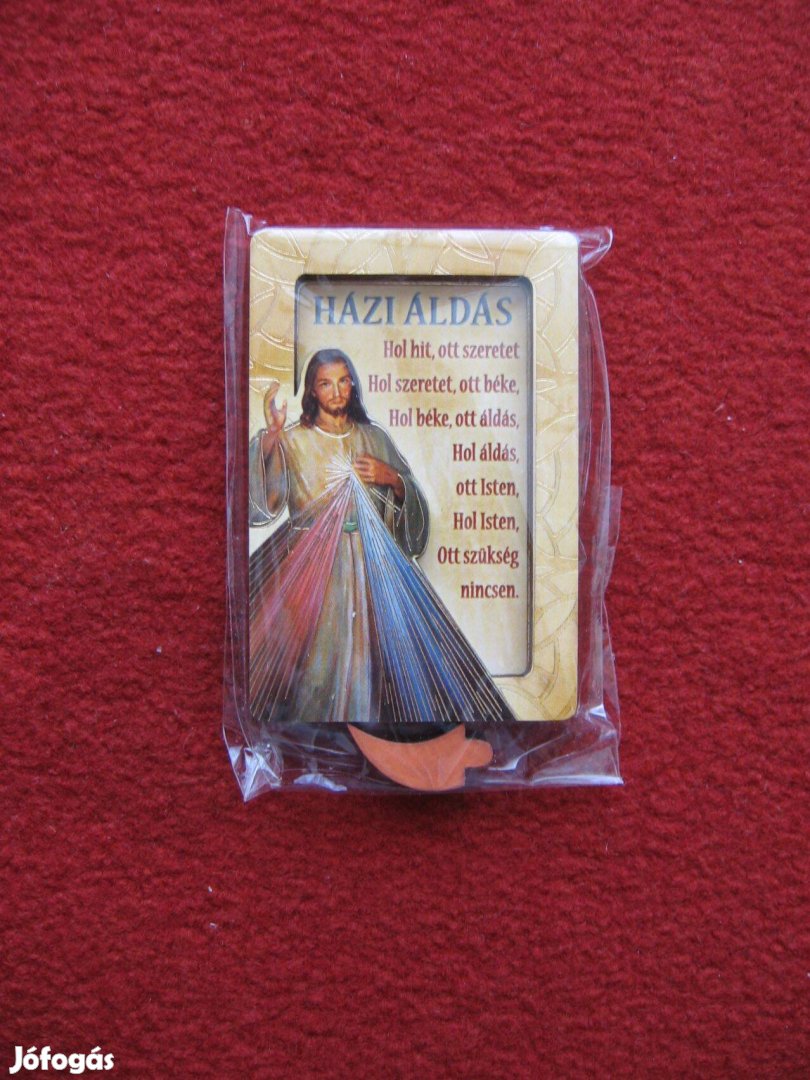 HÁZI ÁLDÁS
Hol hit, ott szeretet
Hol szeretet, ott béke,
Hol béke, ott áldás,
Hol áldás,
ott Isten,
Hol Isten,
Ott szükség
nincsen.
Jófogás